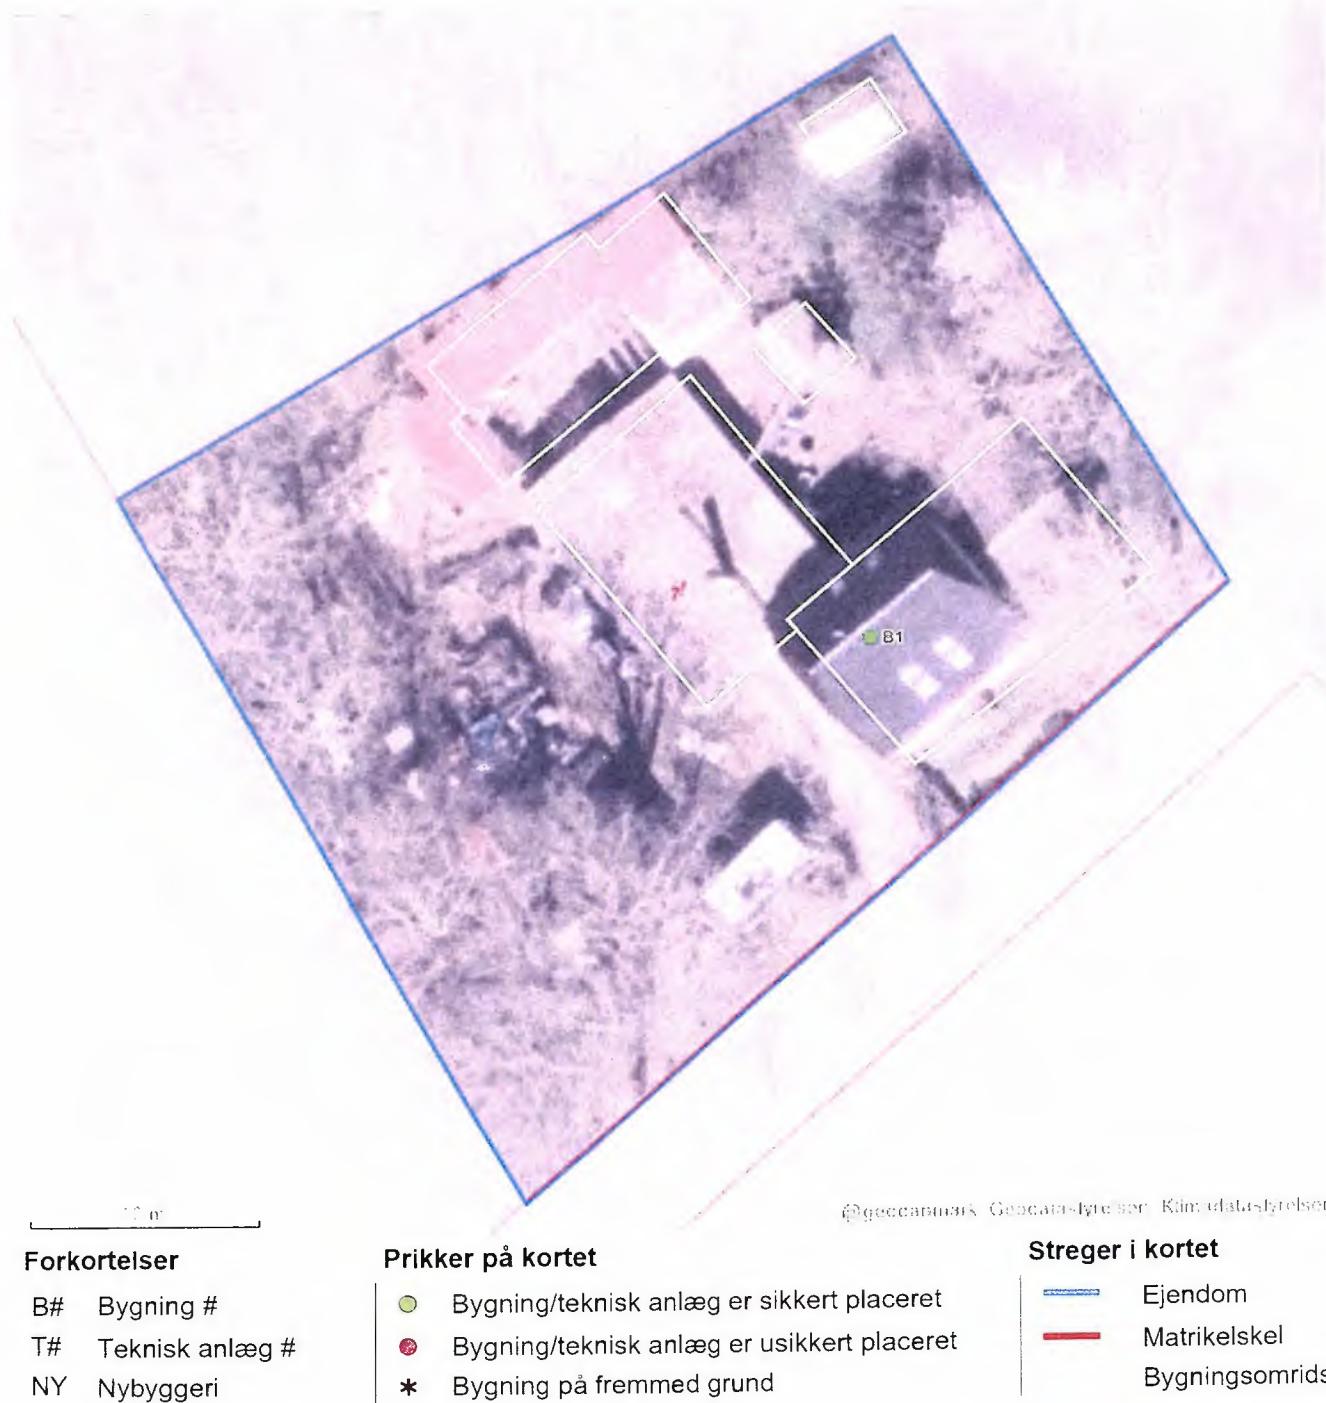 B1
Forkortelser
B# Bygning #
T# Teknisk anlæg #
NY Nybyggeri
Prikker på kortet
Bygning/teknisk anlæg er sikkert placeret
Bygning/teknisk anlæg er usikkert placeret
Bygning på fremmed grund
Streger i kortet
Ejendom
Matrikelskel
Bygningsomrids